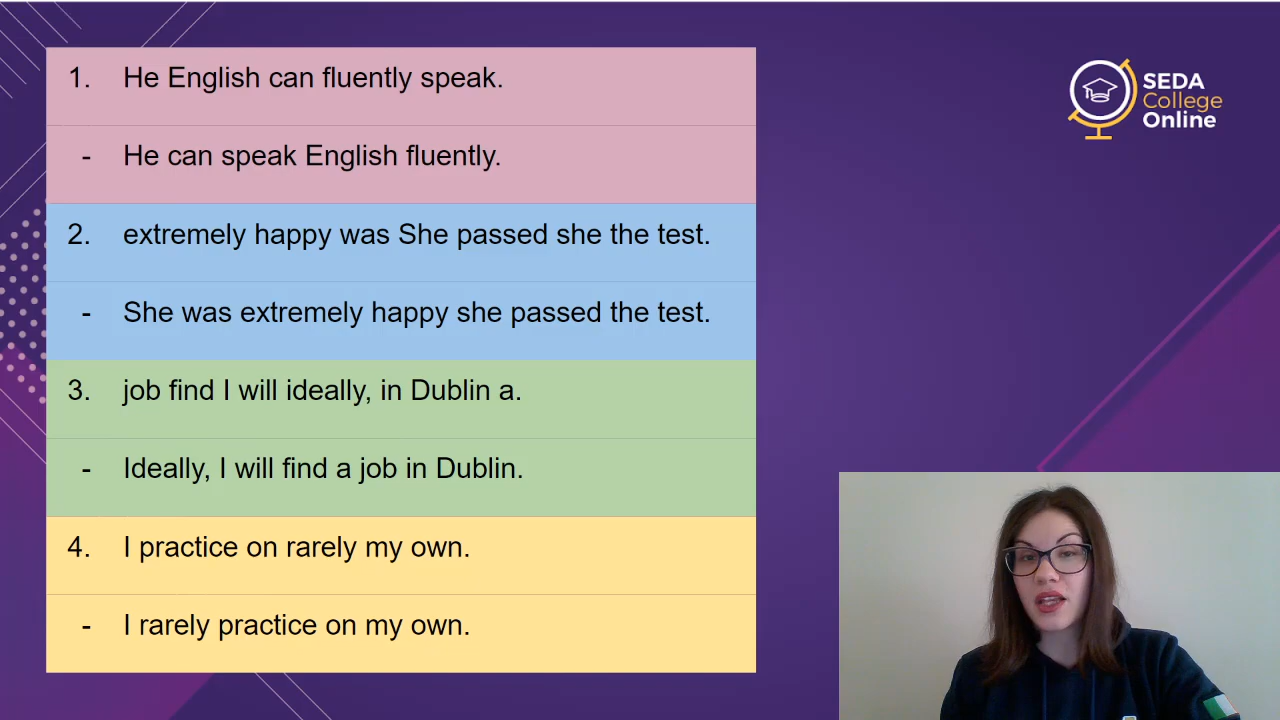 1. He English can fluently speak.
- He can speak English fluently.
2. extremely happy was She passed she the test.
- She was extremely happy she passed the test.
3. job find I will ideally, in Dublin a.
- Ideally, I will find a job in Dublin.
4. I practice on rarely my own.
- I rarely practice on my own.
SEDA
College
Online